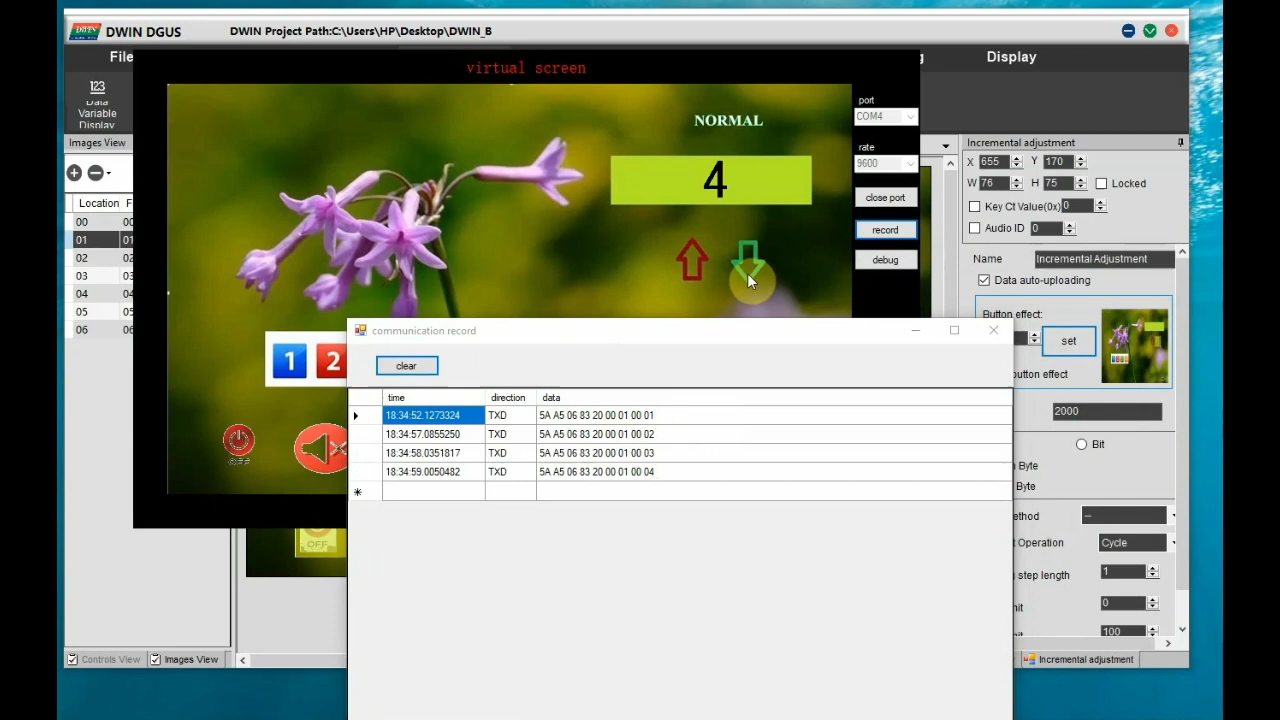 DWIN DGUS DWIN Project Path:C:\Users\HP\Desktop\DWIN_B
File Display
virtual screen
123
Data
Variable
Display
Images View
Location
00
01
02
03
04
05
06
NORMAL
4
1 2
OFF
OFF
port
COM4
rate
9600
close port
record
debug
communication record
clear
time direction data
18:34:52.1273324 TXD 5A A5 06 83 20 00 01 00 01
18:34:57.0855250 TXD 5A A5 06 83 20 00 01 00 02
18:34:58.0351817 TXD 5A A5 06 83 20 00 01 00 03
18:34:59.0050482 TXD 5A A5 06 83 20 00 01 00 04
Incremental adjustment
X 655 Y 170
W 76 H 75 Locked
Key Ct Value(0x) 0
Audio ID 0
Name Incremental Adjustment
Data auto-uploading
Button effect:
set
button effect
2000
Bit
Byte
Byte
--
Operation Cycle
step length 1
0
100
Controls View Images View Incremental adjustment